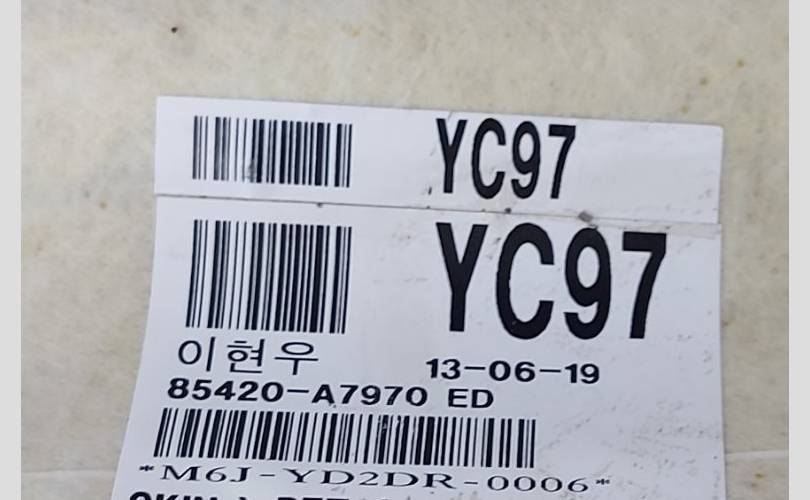 YC97
YC97
이현우
13-06-19
85420-A7970 ED
*M6J-YD2DR-0006*